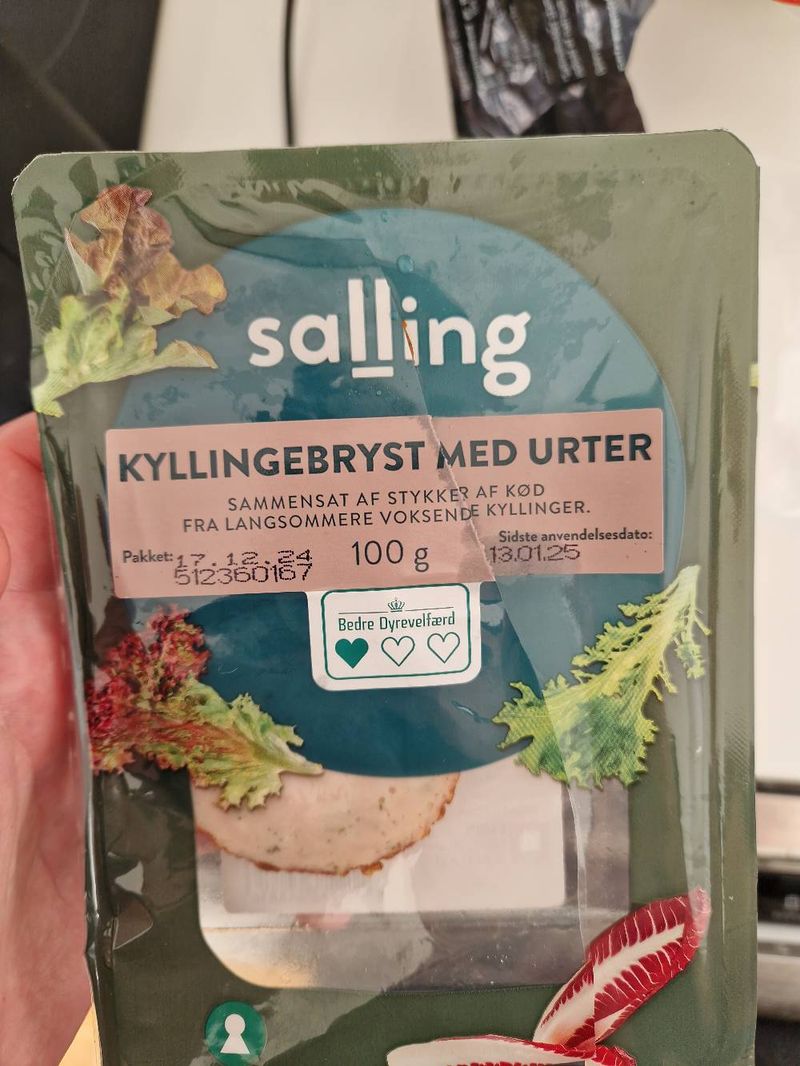 salling
KYLLINGEBRYST MED URTER
SAMMENSAT AF STYKKER AF KØD
FRA LANGSOMMERE VOKSENDE KYLLINGER.
Pakket: 17.12.24
512360167
100 g
Sidste anvendelsesdato:
13.01.25
Bedre Dyrevelfærd